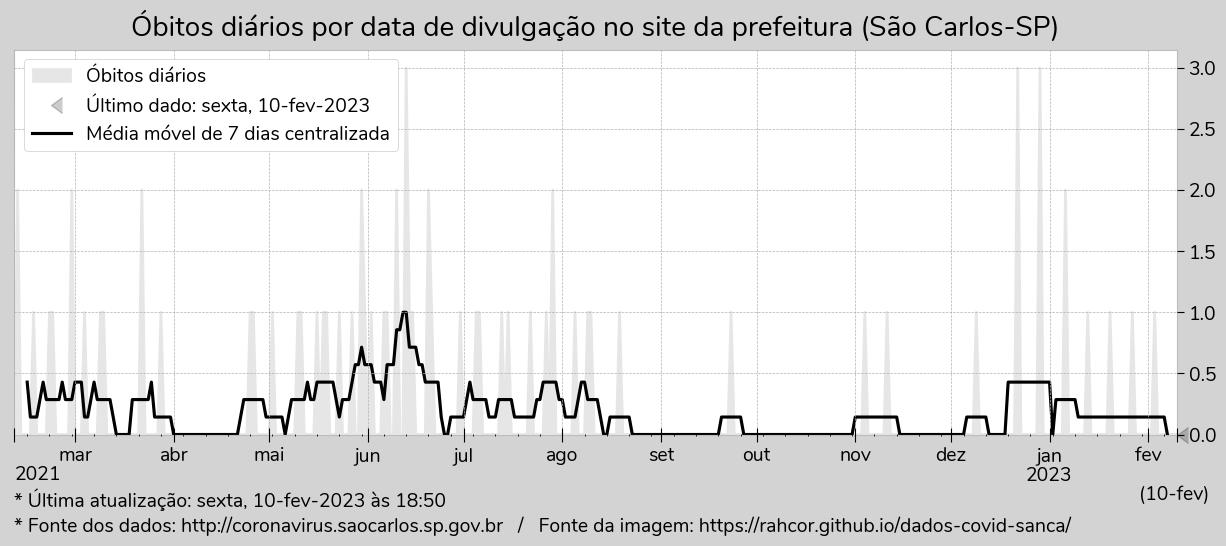 Óbitos diários por data de divulgação no site da prefeitura (São Carlos-SP)
Óbitos diários
Último dado: sexta, 10-fev-2023
Média móvel de 7 dias centralizada
3.0
2.5
2.0
1.5
1.0
0.5
0.0
mar abr mai jun jul ago set out nov dez jan fev
2021 2023
(10-fev)
* Última atualização: sexta, 10-fev-2023 às 18:50
* Fonte dos dados: http://coronavirus.saocarlos.sp.gov.br / Fonte da imagem: https://rahcor.github.io/dados-covid-sanca/